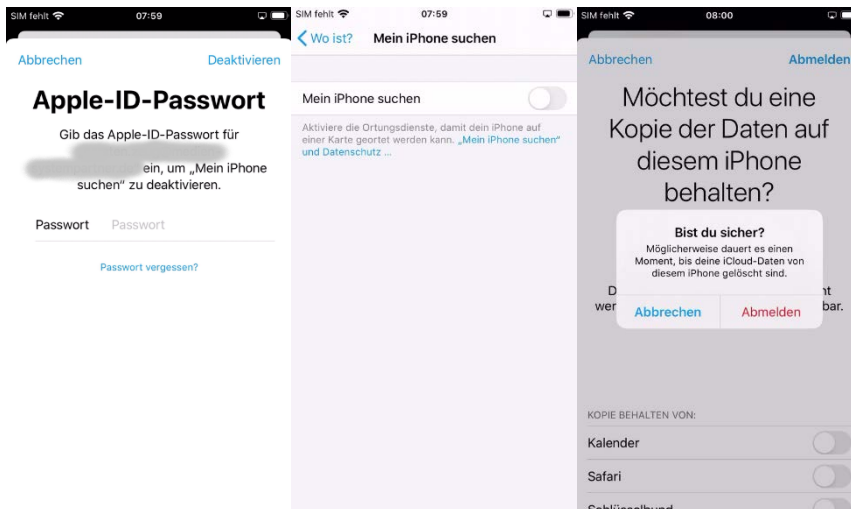 SIM fehlt 07:59
Abbrechen Deaktivieren
Apple-ID-Passwort
Gib das Apple-ID-Passwort für
ein, um „Mein iPhone
suchen“ zu deaktivieren.
Passwort Passwort
Passwort vergessen?
SIM fehlt 07:59
Wo ist? Mein iPhone suchen
Mein iPhone suchen
Aktiviere die Ortungsdienste, damit dein iPhone auf
einer Karte geortet werden kann. „Mein iPhone suchen“
und Datenschutz ...
SIM fehlt 08:00
Abbrechen Abmelden
Möchtest du eine
Kopie der Daten auf
diesem iPhone
behalten?
Bist du sicher?
Möglicherweise dauert es einen
Moment, bis deine iCloud-Daten von
diesem iPhone gelöscht sind.
Abbrechen Abmelden
KOPIE BEHALTEN VON:
Kalender
Safari
Schlüsselbund